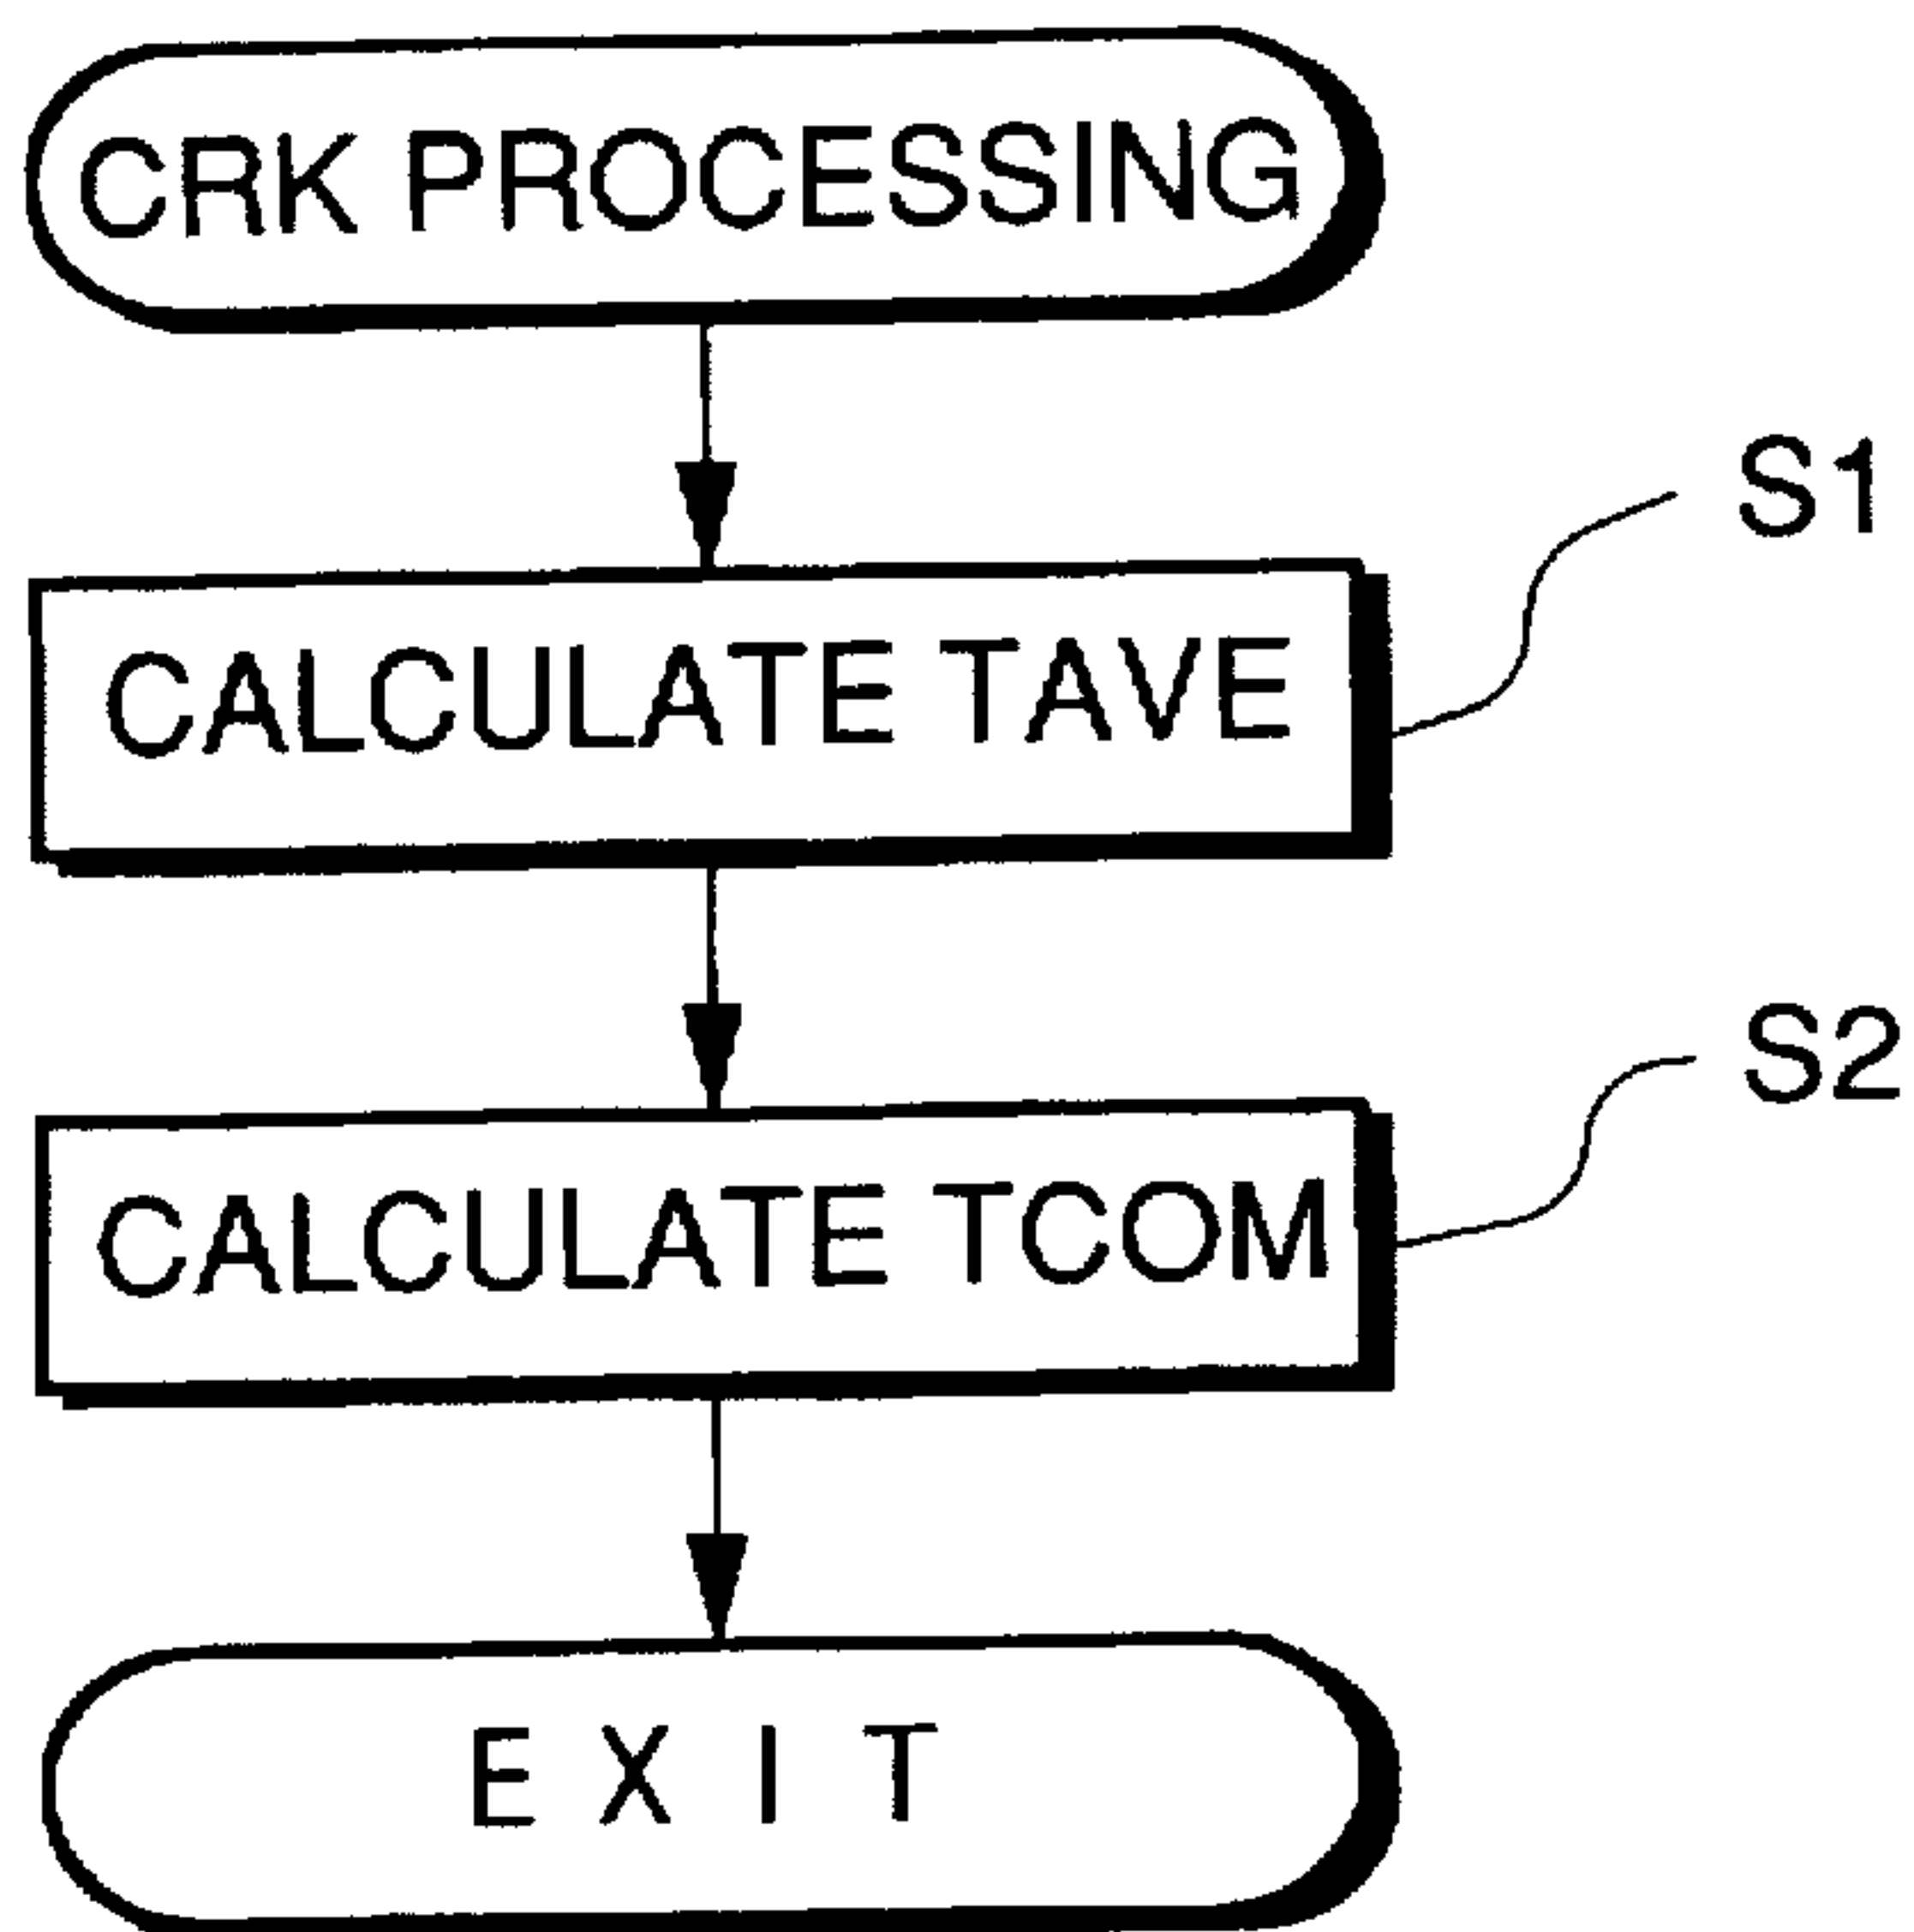 CRK PROCESSING
S1
CALCULATE TAVE
S2
CALCULATE TCOM
EXIT